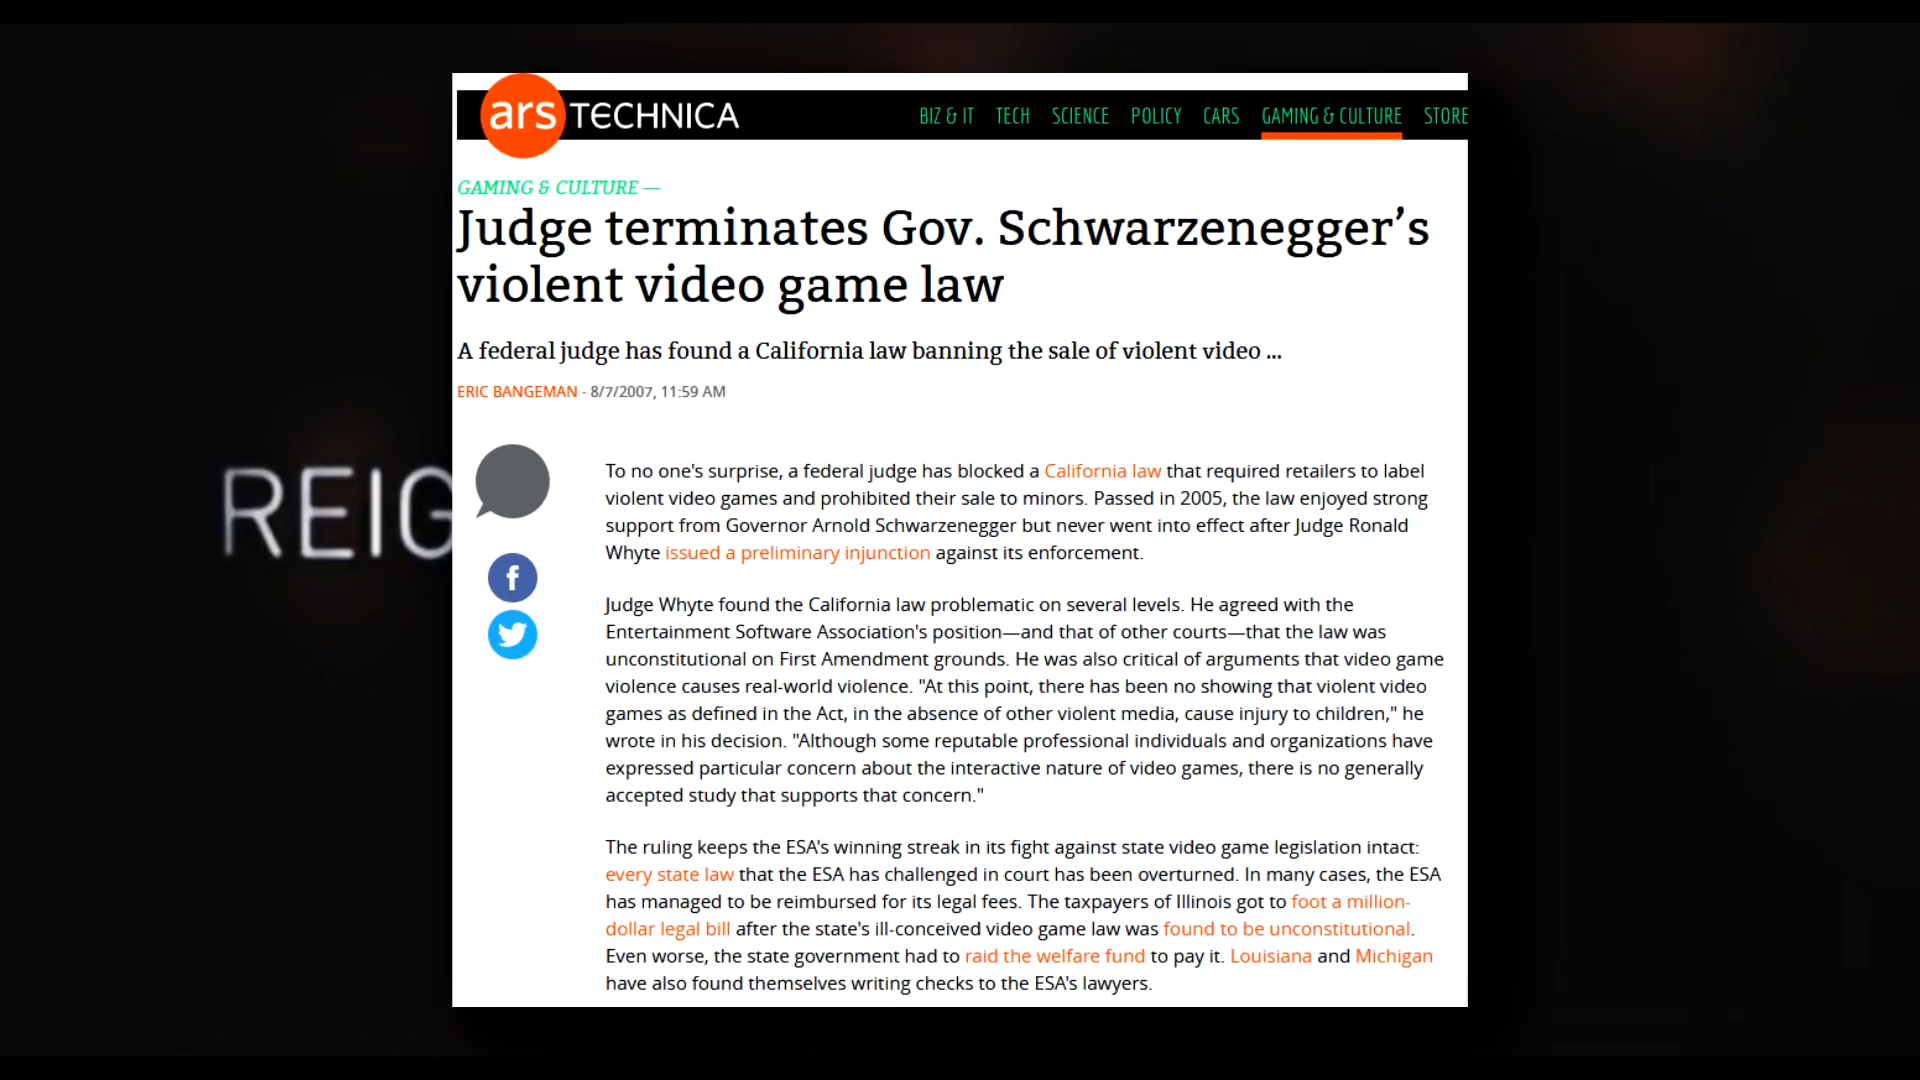 ars TECHNICA
BIZ & IT TECH SCIENCE POLICY CARS GAMING & CULTURE STORE
GAMING & CULTURE —
Judge terminates Gov. Schwarzenegger’s
violent video game law
A federal judge has found a California law banning the sale of violent video ...
ERIC BANGEMAN - 8/7/2007, 11:59 AM
REIG
f
To no one's surprise, a federal judge has blocked a California law that required retailers to label
violent video games and prohibited their sale to minors. Passed in 2005, the law enjoyed strong
support from Governor Arnold Schwarzenegger but never went into effect after Judge Ronald
Whyte issued a preliminary injunction against its enforcement.
Judge Whyte found the California law problematic on several levels. He agreed with the
Entertainment Software Association's position—and that of other courts—that the law was
unconstitutional on First Amendment grounds. He was also critical of arguments that video game
violence causes real-world violence. "At this point, there has been no showing that violent video
games as defined in the Act, in the absence of other violent media, cause injury to children," he
wrote in his decision. "Although some reputable professional individuals and organizations have
expressed particular concern about the interactive nature of video games, there is no generally
accepted study that supports that concern."
The ruling keeps the ESA's winning streak in its fight against state video game legislation intact:
every state law that the ESA has challenged in court has been overturned. In many cases, the ESA
has managed to be reimbursed for its legal fees. The taxpayers of Illinois got to foot a million-
dollar legal bill after the state's ill-conceived video game law was found to be unconstitutional.
Even worse, the state government had to raid the welfare fund to pay it. Louisiana and Michigan
have also found themselves writing checks to the ESA's lawyers.